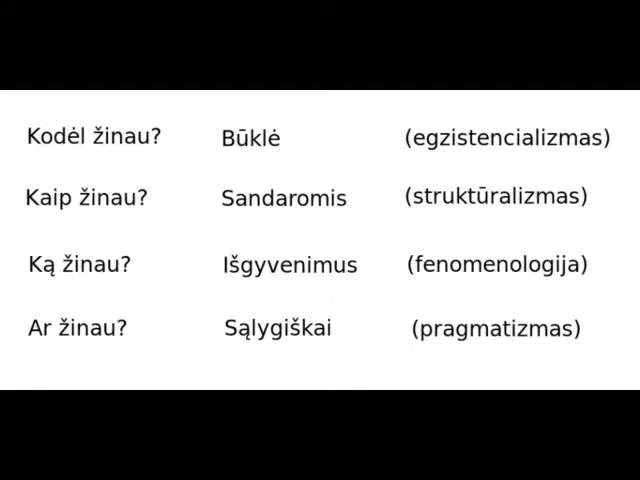 Kodėl žinau? Būklė (egzistencializmas)
Kaip žinau? Sandaromis (struktūralizmas)
Ką žinau? Išgyvenimus (fenomenologija)
Ar žinau? Sąlygiškai (pragmatizmas)